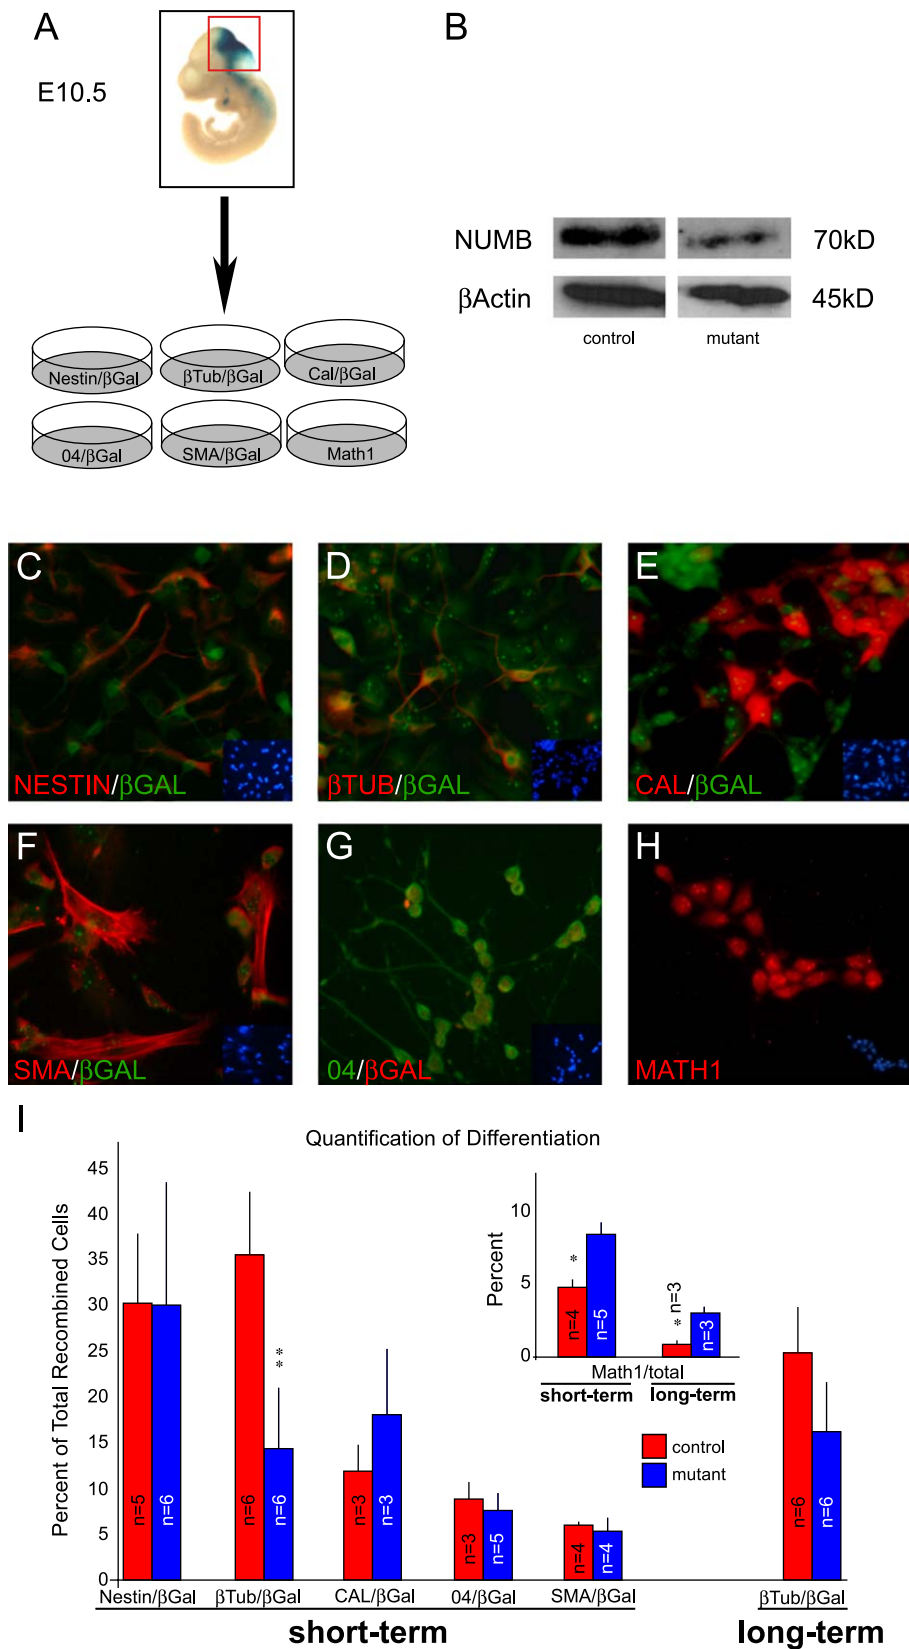 A
E10.5
Nestin/βGal
βTub/βGal
Cal/βGal
04/βGal
SMA/βGal
Math1
B
NUMB
70kD
βActin
45kD
control
mutant
C
NESTIN/βGAL
D
βTUB/βGAL
E
CAL/βGAL
F
SMA/βGAL
G
04/βGAL
H
MATH1
I
Quantification of Differentiation
Percent of Total Recombined Cells
45
40
35
30
25
20
15
10
5
0
n=5
n=6
n=6
**
n=6
n=3
n=3
n=3
n=5
n=4
n=4
n=6
n=6
Nestin/βGal
βTub/βGal
CAL/βGal
04/βGal
SMA/βGal
βTub/βGal
short-term
long-term
Percent
10
5
0
*
n=4
n=5
* n=3
n=3
Math1/total
short-term
long-term
control
mutant